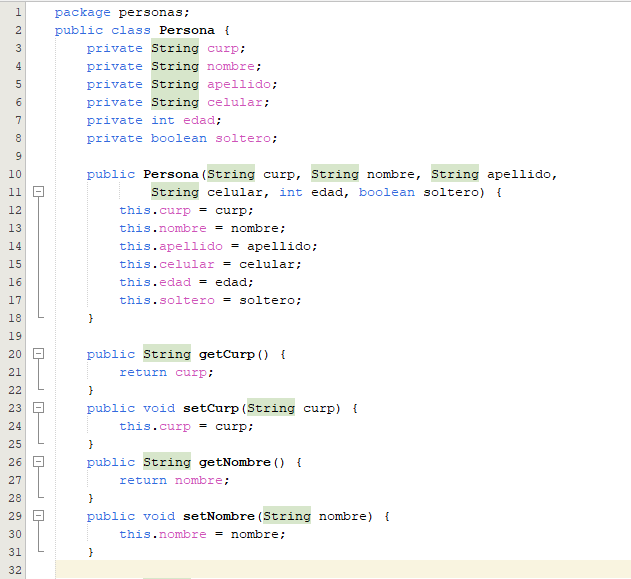 1 package personas;
2 public class Persona {
3 private String curp;
4 private String nombre;
5 private String apellido;
6 private String celular;
7 private int edad;
8 private boolean soltero;
9
10 public Persona(String curp, String nombre, String apellido,
11 String celular, int edad, boolean soltero) {
12 this.curp = curp;
13 this.nombre = nombre;
14 this.apellido = apellido;
15 this.celular = celular;
16 this.edad = edad;
17 this.soltero = soltero;
18 }
19
20 public String getCurp() {
21 return curp;
22 }
23 public void setCurp(String curp) {
24 this.curp = curp;
25 }
26 public String getNombre() {
27 return nombre;
28 }
29 public void setNombre(String nombre) {
30 this.nombre = nombre;
31 }
32